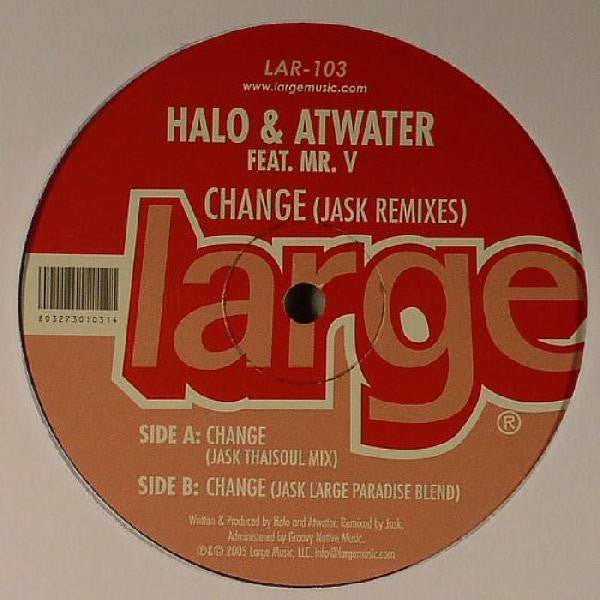 LAR-103
www.largemusic.com
HALO & ATWATER
FEAT. MR. V
CHANGE (JASK REMIXES)
large®
803273010314
SIDE A: CHANGE
(JASK THAISOUL MIX)
SIDE B: CHANGE (JASK LARGE PARADISE BLEND)
Written & Produced by Halo and Atwater. Remixed by Jask.
Administered by Groovy Native Music.
℗&© 2005 Large Music, LLC. info@largemusic.com